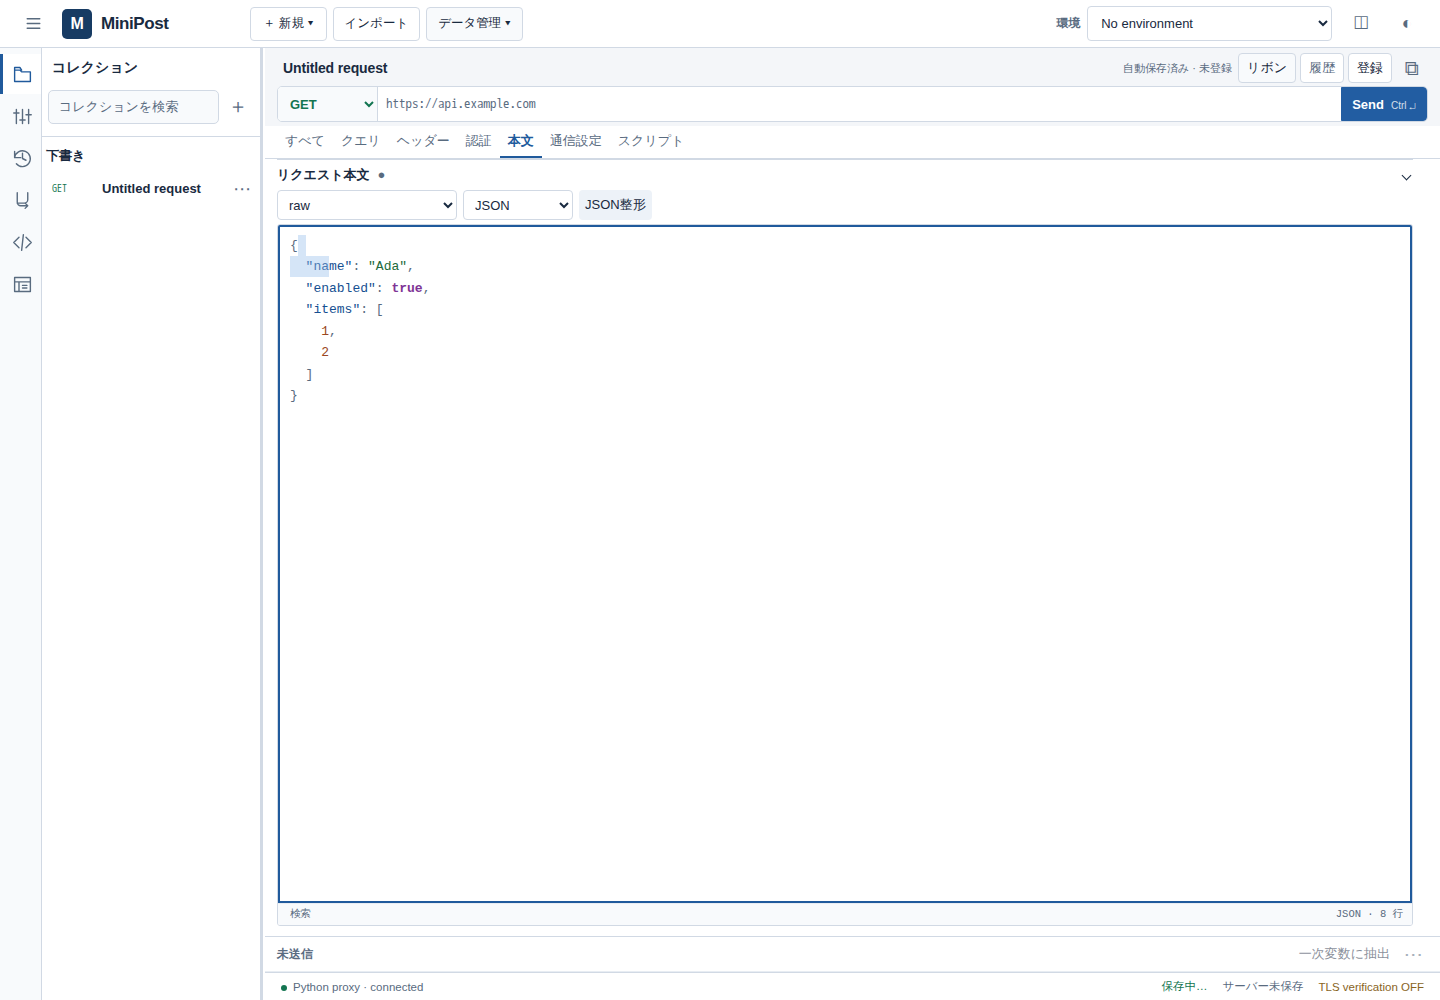 M MiniPost ＋ 新規 ▾ インポート データ管理 ▾ 環境 No environment
コレクション
コレクションを検索 ＋
下書き
GET Untitled request ···
Untitled request 自動保存済み · 未登録 リボン 履歴 登録
GET https://api.example.com Send Ctrl ⏎
すべて クエリ ヘッダー 認証 本文 通信設定 スクリプト
リクエスト本文 ●
raw JSON JSON整形
{
  "name": "Ada",
  "enabled": true,
  "items": [
    1,
    2
  ]
}
検索 JSON · 8 行
未送信 一次変数に抽出 ···
● Python proxy · connected 保存中… サーバー未保存 TLS verification OFF